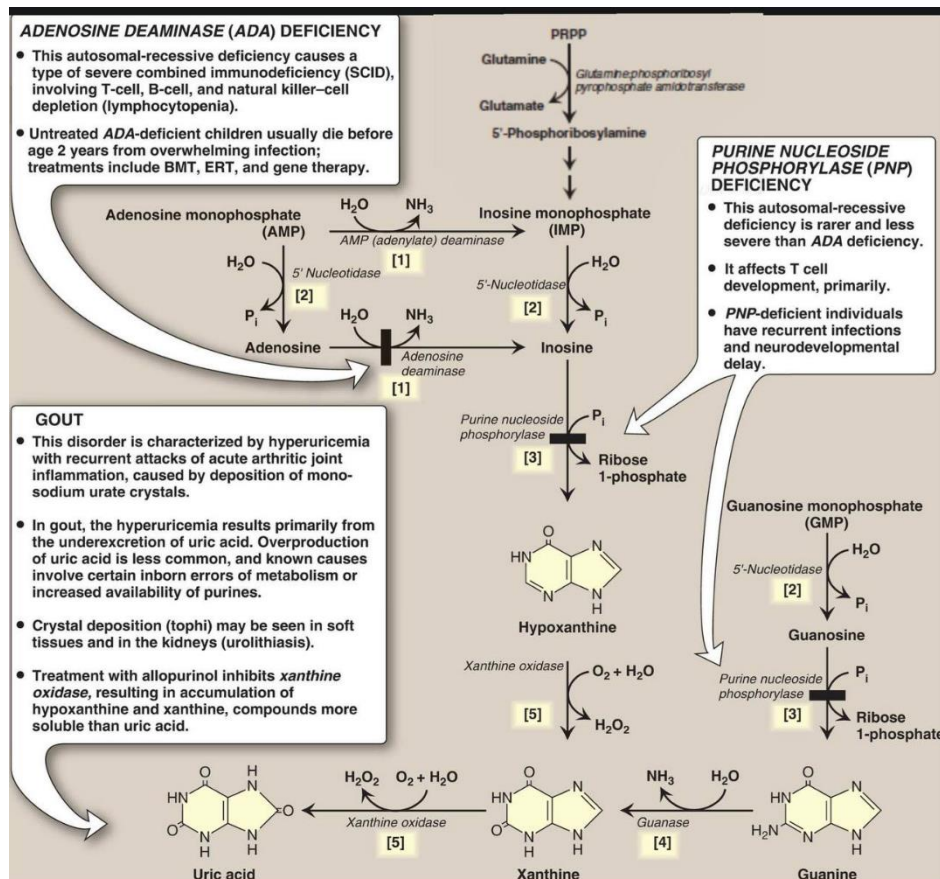 ADENOSINE DEAMINASE (ADA) DEFICIENCY
• This autosomal-recessive deficiency causes a
type of severe combined immunodeficiency (SCID),
involving T-cell, B-cell, and natural killer–cell
depletion (lymphocytopenia).
• Untreated ADA-deficient children usually die before
age 2 years from overwhelming infection;
treatments include BMT, ERT, and gene therapy.
PRPP
Glutamine
Glutamine:phosphoribosyl
pyrophosphate amidotransferase
Glutamate
5'-Phosphoribosylamine
PURINE NUCLEOSIDE
PHOSPHORYLASE (PNP)
DEFICIENCY
• This autosomal-recessive
deficiency is rarer and less
severe than ADA deficiency.
• It affects T cell
development, primarily.
• PNP-deficient individuals
have recurrent infections
and neurodevelopmental
delay.
Adenosine monophosphate
(AMP)
H2O
NH3
AMP (adenylate) deaminase
[1]
Inosine monophosphate
(IMP)
H2O
5' Nucleotidase
[2]
Pi
H2O
5'-Nucleotidase
[2]
Pi
Adenosine
H2O
NH3
Adenosine
deaminase
[1]
Inosine
Purine nucleoside
phosphorylase
[3]
Pi
Ribose
1-phosphate
GOUT
• This disorder is characterized by hyperuricemia
with recurrent attacks of acute arthritic joint
inflammation, caused by deposition of mono-
sodium urate crystals.
• In gout, the hyperuricemia results primarily from
the underexcretion of uric acid. Overproduction
of uric acid is less common, and known causes
involve certain inborn errors of metabolism or
increased availability of purines.
• Crystal deposition (tophi) may be seen in soft
tissues and in the kidneys (urolithiasis).
• Treatment with allopurinol inhibits xanthine
oxidase, resulting in accumulation of
hypoxanthine and xanthine, compounds more
soluble than uric acid.
O
HN
N
N
N
H
Hypoxanthine
Guanosine monophosphate
(GMP)
H2O
5'-Nucleotidase
[2]
Pi
Guanosine
Purine nucleoside
phosphorylase
[3]
Pi
Ribose
1-phosphate
Xanthine oxidase
O2 + H2O
[5]
H2O2
O
H
N
HN
O
O
N
N
H
H
Uric acid
H2O2
O2 + H2O
Xanthine oxidase
[5]
O
HN
N
O
N
N
H
H
Xanthine
NH3
H2O
Guanase
[4]
O
HN
N
H2N
N
N
H
Guanine